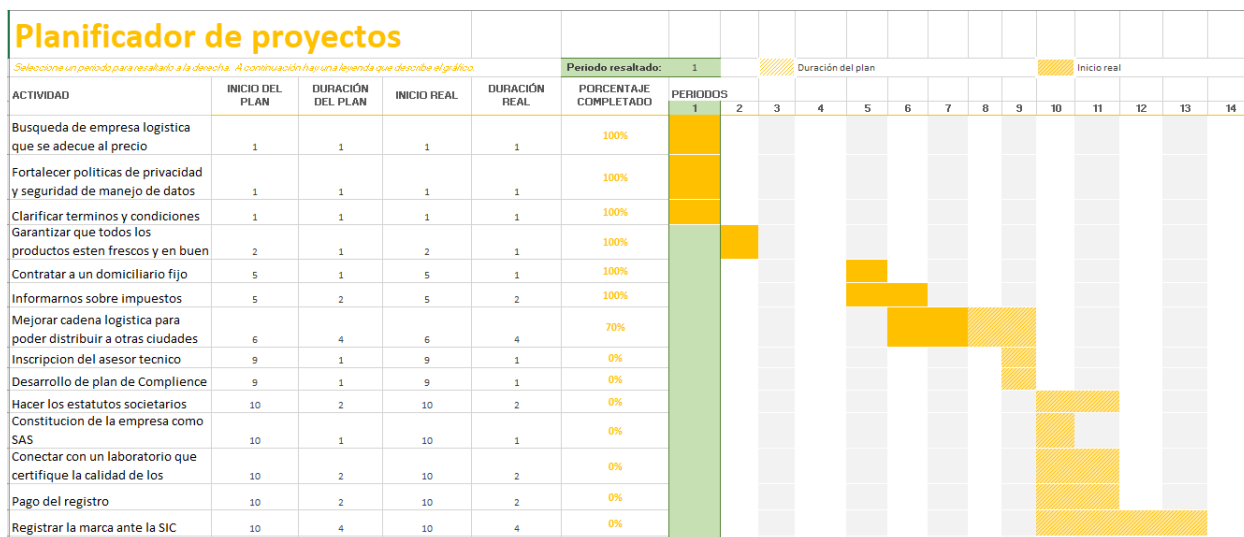 Planificador de proyectos
Seleccione un periodo para resaltarlo a la derecha. A continuación hay una leyenda que describe el gráfico.
Periodo resaltado: 1
Duración del plan
Inicio real
ACTIVIDAD
INICIO DEL PLAN
DURACIÓN DEL PLAN
INICIO REAL
DURACIÓN REAL
PORCENTAJE COMPLETADO
PERIODOS
1 2 3 4 5 6 7 8 9 10 11 12 13 14
Busqueda de empresa logistica
que se adecue al precio 1 1 1 1 100%
Fortalecer politicas de privacidad
y seguridad de manejo de datos 1 1 1 1 100%
Clarificar terminos y condiciones 1 1 1 1 100%
Garantizar que todos los
productos esten frescos y en buen 2 1 2 1 100%
Contratar a un domiciliario fijo 5 1 5 1 100%
Informarnos sobre impuestos 5 2 5 2 100%
Mejorar cadena logistica para
poder distribuir a otras ciudades 6 4 6 4 70%
Inscripcion del asesor tecnico 9 1 9 1 0%
Desarrollo de plan de Complience 9 1 9 1 0%
Hacer los estatutos societarios 10 2 10 2 0%
Constitucion de la empresa como
SAS 10 1 10 1 0%
Conectar con un laboratorio que
certifique la calidad de los 10 2 10 2 0%
Pago del registro 10 2 10 2 0%
Registrar la marca ante la SIC 10 4 10 4 0%